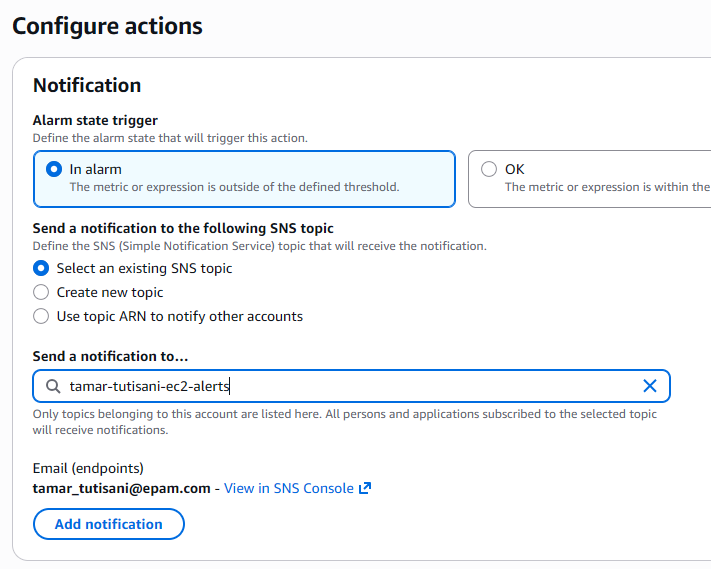 Configure actions
Notification
Alarm state trigger
Define the alarm state that will trigger this action.
In alarm
The metric or expression is outside of the defined threshold.
OK
The metric or expression is within the
Send a notification to the following SNS topic
Define the SNS (Simple Notification Service) topic that will receive the notification.
Select an existing SNS topic
Create new topic
Use topic ARN to notify other accounts
Send a notification to…
tamar-tutisani-ec2-alerts
Only topics belonging to this account are listed here. All persons and applications subscribed to the selected topic
will receive notifications.
Email (endpoints)
tamar_tutisani@epam.com - View in SNS Console
Add notification